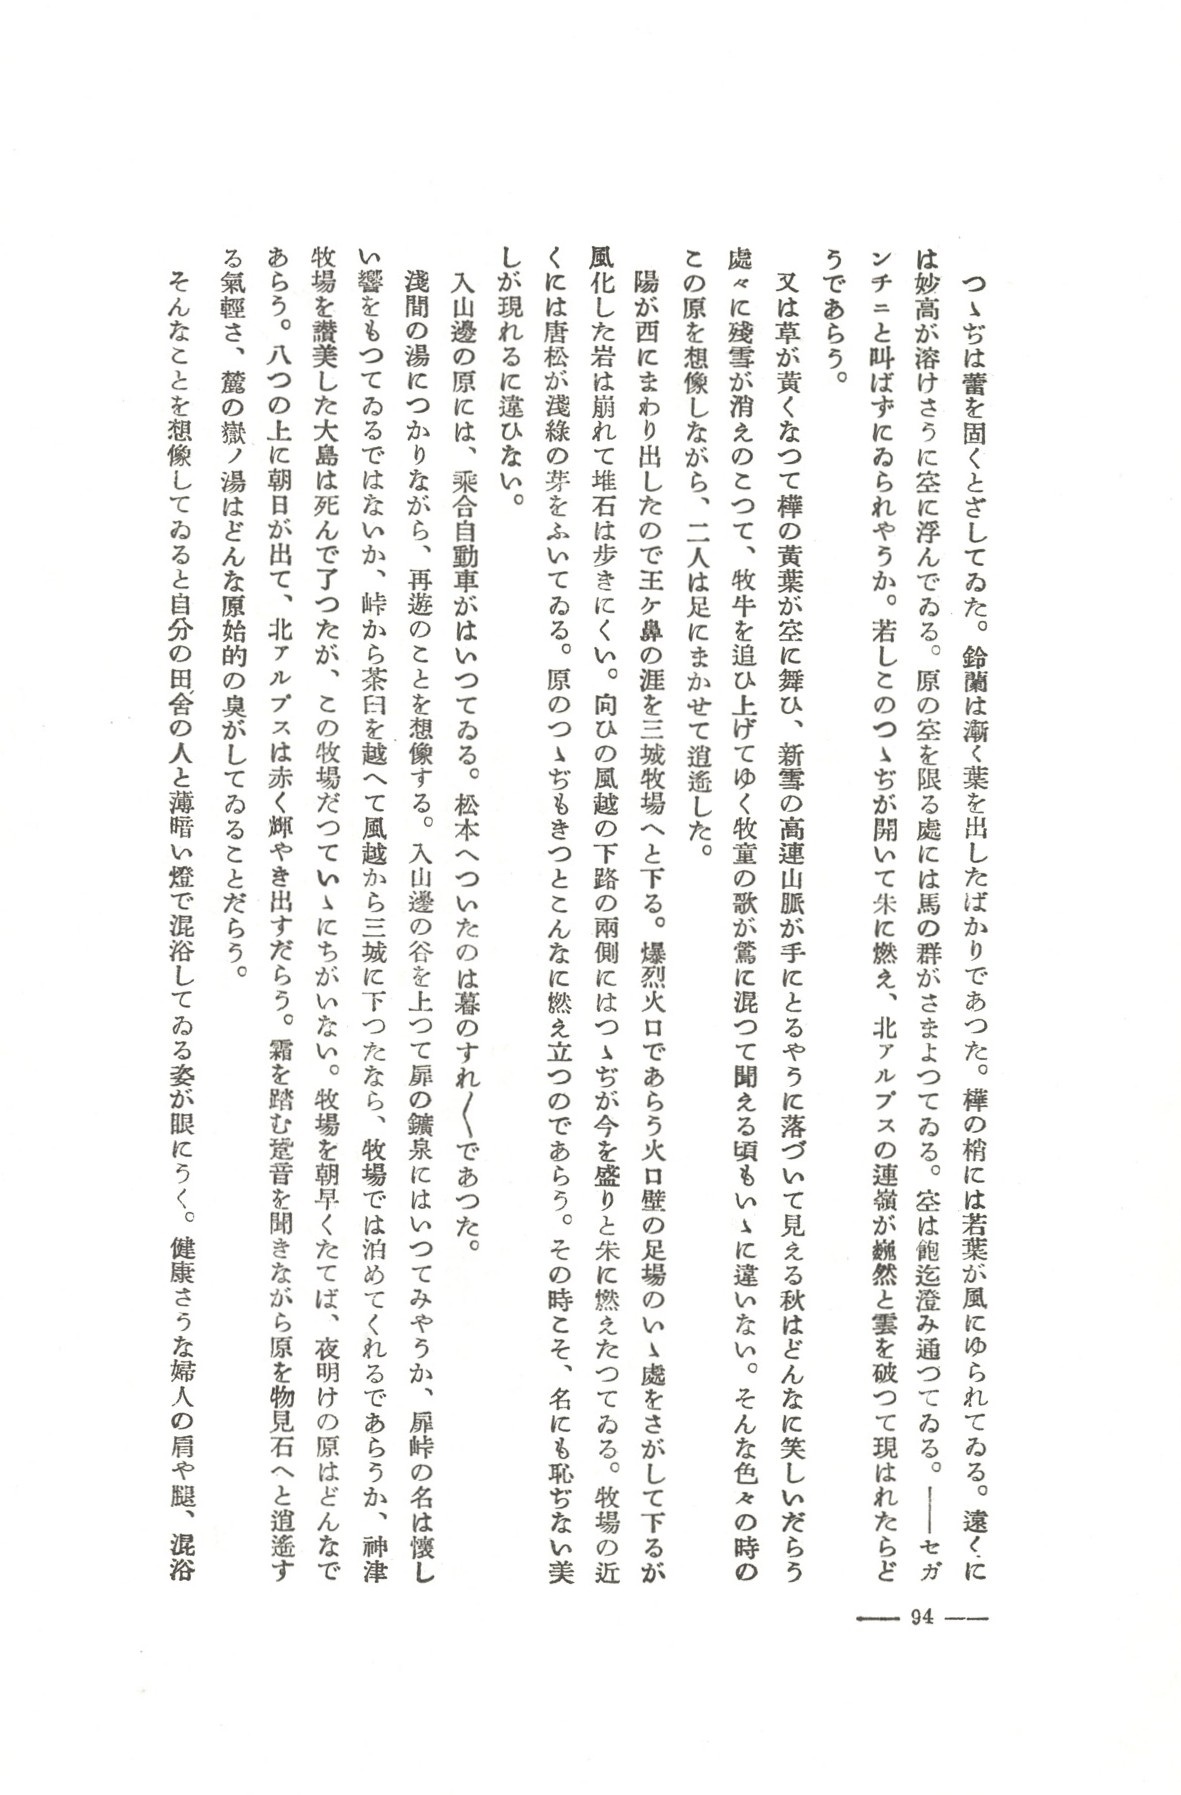 つゝぢは蕾を固くとざしてゐた。鈴蘭は漸く葉を出したばかりであつた。樺の梢には若葉が風にゆられてゐる。遠くに
は妙高が溶けさうに空に浮んでゐる。原の空を限る處には馬の群がさまよつてゐる。空は飽迄澄み通つてゐる。――セガ
ンチニと叫ばずにゐられやうか。若しこのつゝぢが開いて朱に燃え、北アルプスの連嶺が巍然と雲を破つて現はれたらど
うであらう。
又は草が黃くなつて樺の黃葉が空に舞ひ、新雪の高連山脈が手にとるやうに落づいて見える秋はどんなに笑しいだらう
處々に殘雪が消えのこつて、牧牛を追ひ上げてゆく牧童の歌が鶯に混つて聞える頃もいゝに違いない。そんな色々の時の
この原を想像しながら、二人は足にまかせて逍遙した。
陽が西にまわり出したので王ケ鼻の涯を三城牧場へと下る。爆烈火口であらう火口壁の足場のいゝ處をさがして下るが
風化した岩は崩れて堆石は步きにくい。向ひの風越の下路の兩側にはつゝぢが今を盛りと朱に燃えたつてゐる。牧場の近
くには唐松が淺綠の芽をふいてゐる。原のつゝぢもきつとこんなに燃え立つのであらう。その時こそ、名にも恥ぢない美
しが現れるに違ひない。
入山邊の原には、乘合自動車がはいつてゐる。松本へついたのは暮のすれ〱であつた。
淺間の湯につかりながら、再遊のことを想像する。入山邊の谷を上つて扉の鑛泉にはいつてみやうか、扉峠の名は懷し
い響をもつてゐるではないか、峠から茶臼を越へて風越から三城に下つたなら、牧場では泊めてくれるであらうか、神津
牧場を讃美した大島は死んで了つたが、この牧場だつていゝにちがいない。牧場を朝早くたてば、夜明けの原はどんなで
あらう。八つの上に朝日が出て、北アルプスは赤く輝やき出すだらう。霜を踏む跫音を聞きながら原を物見石へと逍遙す
る氣輕さ、麓の嶽ノ湯はどんな原始的の臭がしてゐることだらう。
そんなことを想像してゐると自分の田舍の人と薄暗い燈で混浴してゐる姿が眼にうく。健康さうな婦人の肩や腿、混浴
― 94 ―